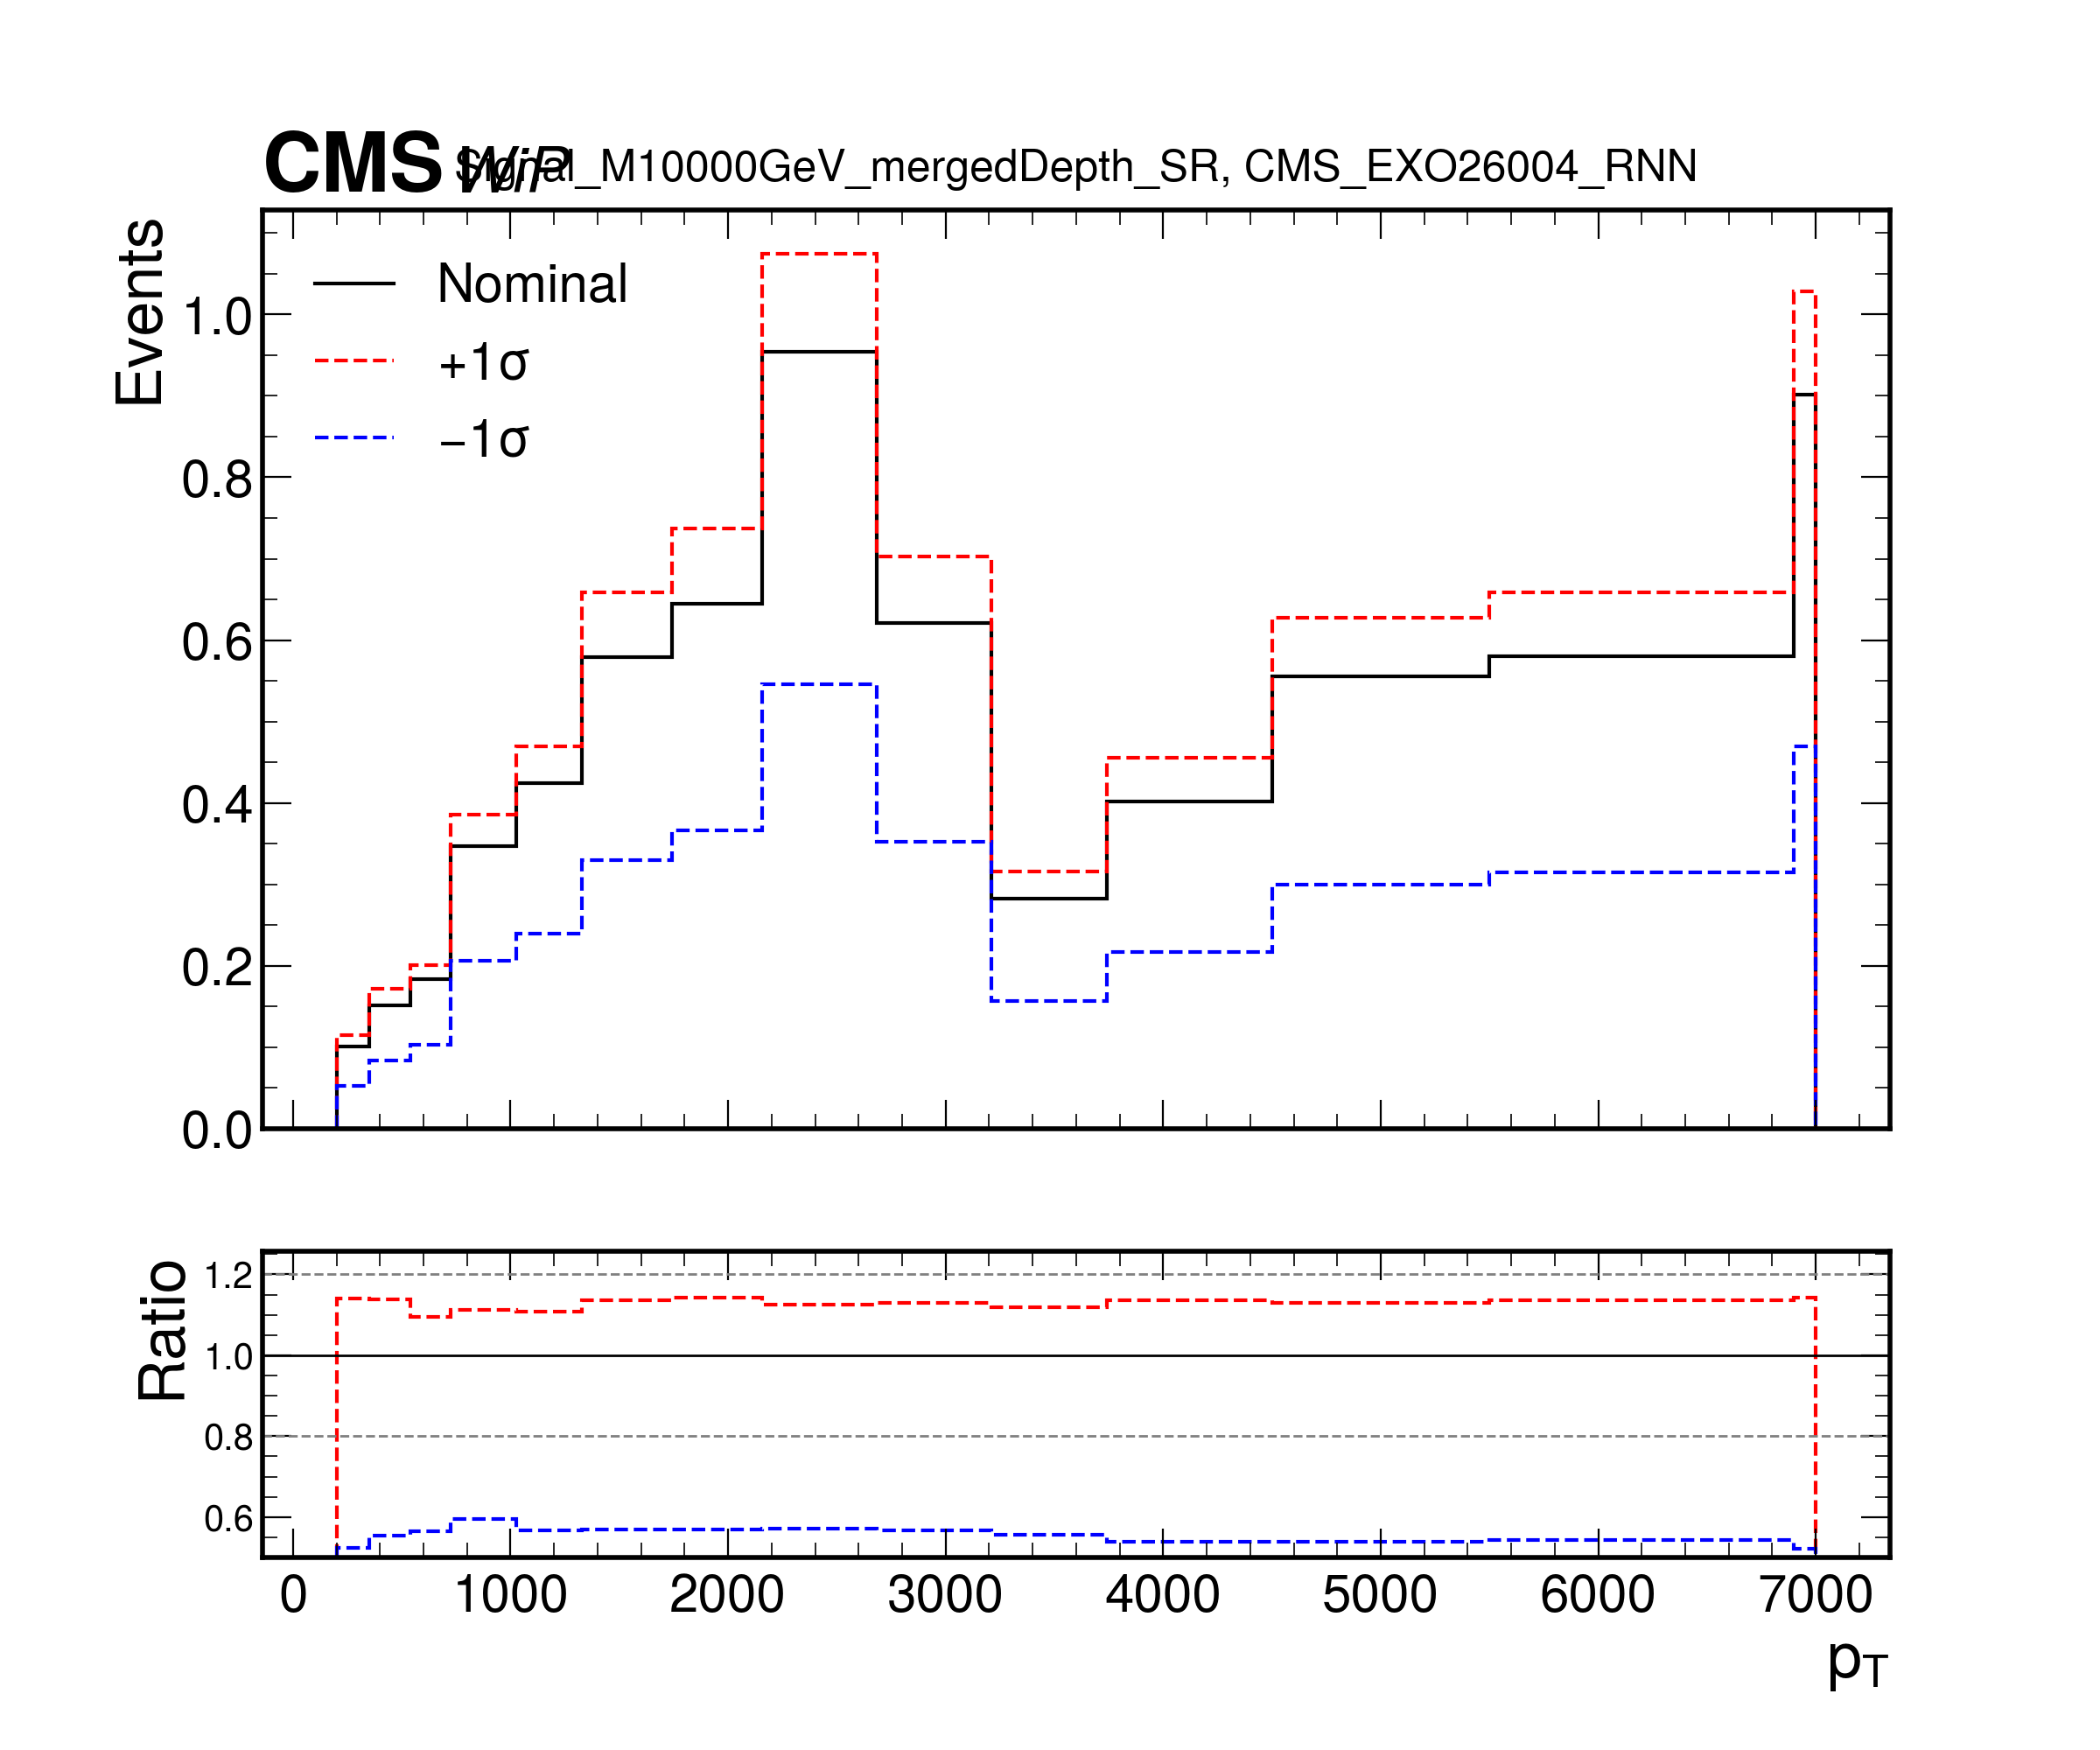 CMS WiP Signal_M10000GeV_mergedDepth_SR, CMS_EXO26004_RNN
Events
Nominal
+1σ
−1σ
1.0
0.8
0.6
0.4
0.2
0.0
Ratio
1.2
1.0
0.8
0.6
0 1000 2000 3000 4000 5000 6000 7000
pT